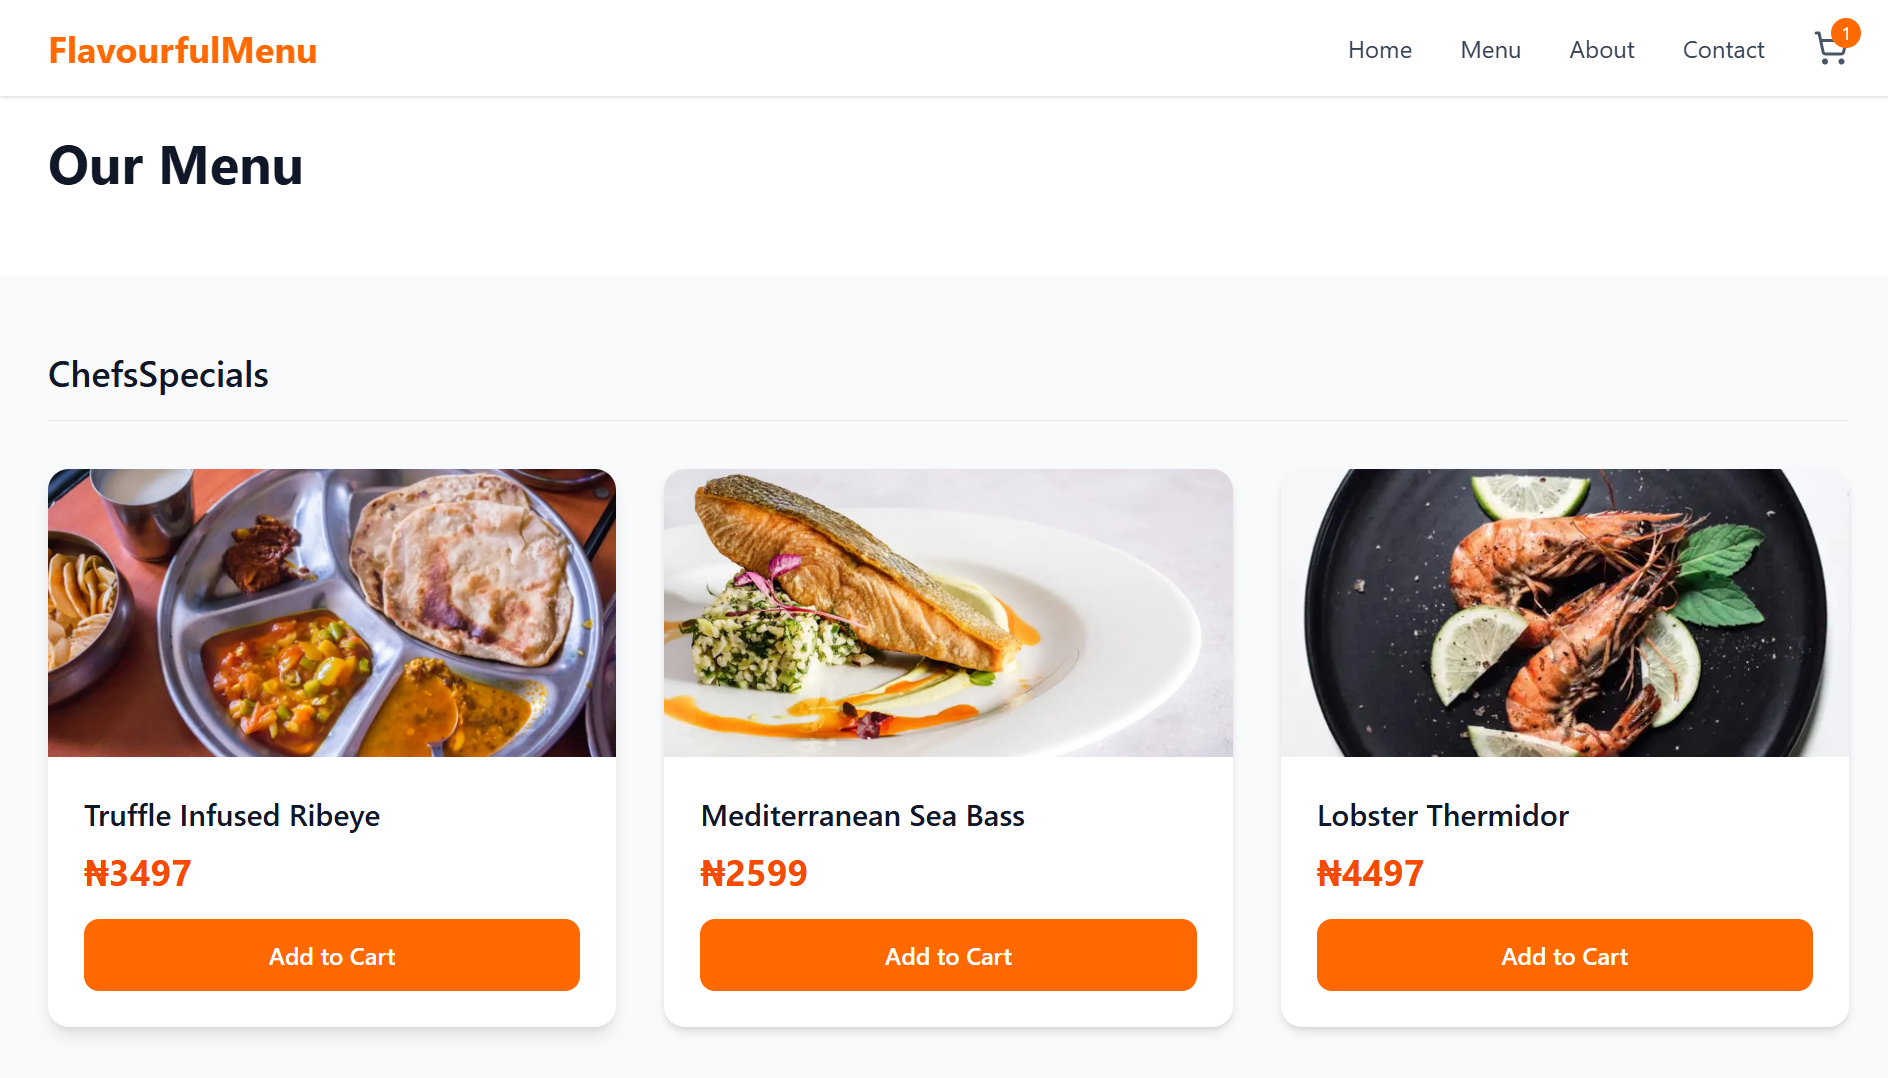 FlavourfulMenu
Home Menu About Contact 1
Our Menu
ChefsSpecials
Truffle Infused Ribeye
₦3497
Add to Cart
Mediterranean Sea Bass
₦2599
Add to Cart
Lobster Thermidor
₦4497
Add to Cart